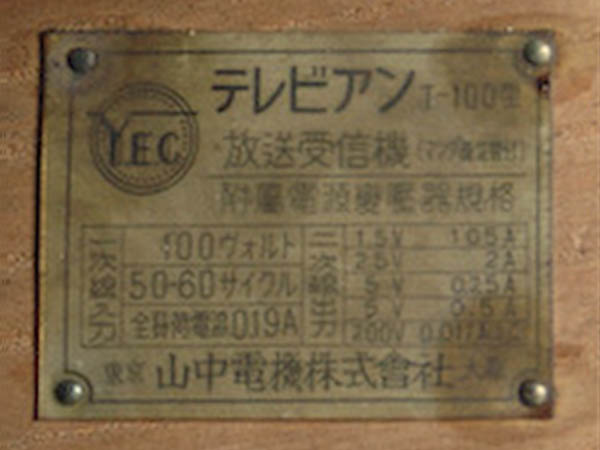 テレビアン I-100型
Y.E.C.
放送受信機
附属電源變壓器規格
一次線入力 100ヴォルト
50-60サイクル
全負荷電流0.19A
二次線出力 1.5V 1.05A
2.5V 2A
5V 0.25A
5V 0.5A
200V 0.017A
東京 山中電機株式會社 大阪